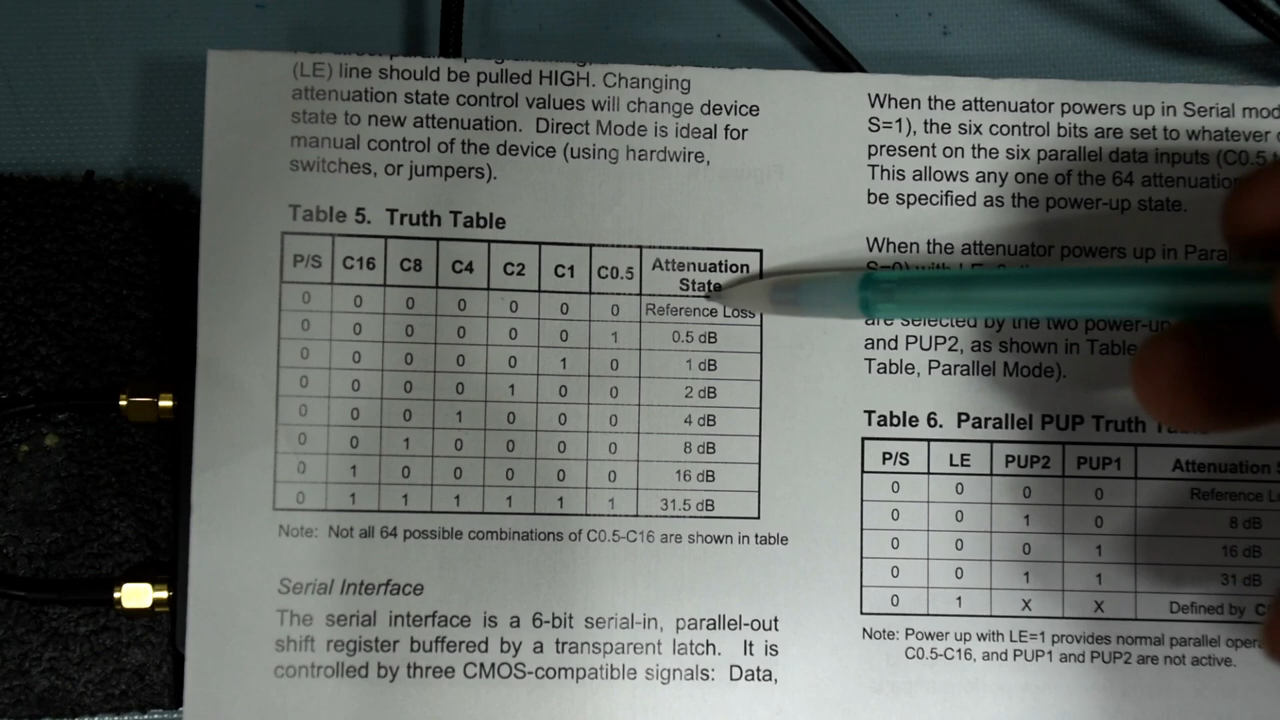 (LE) line should be pulled HIGH. Changing
attenuation state control values will change device
state to new attenuation. Direct Mode is ideal for
manual control of the device (using hardwire,
switches, or jumpers).
Table 5. Truth Table
P/S C16 C8 C4 C2 C1 C0.5 Attenuation State
0 0 0 0 0 0 0 Reference Loss
0 0 0 0 0 0 1 0.5 dB
0 0 0 0 0 1 0 1 dB
0 0 0 0 1 0 0 2 dB
0 0 0 1 0 0 0 4 dB
0 0 1 0 0 0 0 8 dB
0 1 0 0 0 0 0 16 dB
0 1 1 1 1 1 1 31.5 dB
Note: Not all 64 possible combinations of C0.5-C16 are shown in table
Serial Interface
The serial interface is a 6-bit serial-in, parallel-out
shift register buffered by a transparent latch. It is
controlled by three CMOS-compatible signals: Data,
When the attenuator powers up in Serial mod
S=1), the six control bits are set to whatever
present on the six parallel data inputs (C0.5
This allows any one of the 64 attenuation
be specified as the power-up state.
When the attenuator powers up in Para
are selected by the two power-up
and PUP2, as shown in Table
Table, Parallel Mode).
Table 6. Parallel PUP Truth
P/S LE PUP2 PUP1 Attenuation
0 0 0 0 Reference L
0 0 1 0 8 dB
0 0 0 1 16 dB
0 0 1 1 31 dB
0 1 X X Defined by C
Note: Power up with LE=1 provides normal parallel oper
C0.5-C16, and PUP1 and PUP2 are not active.